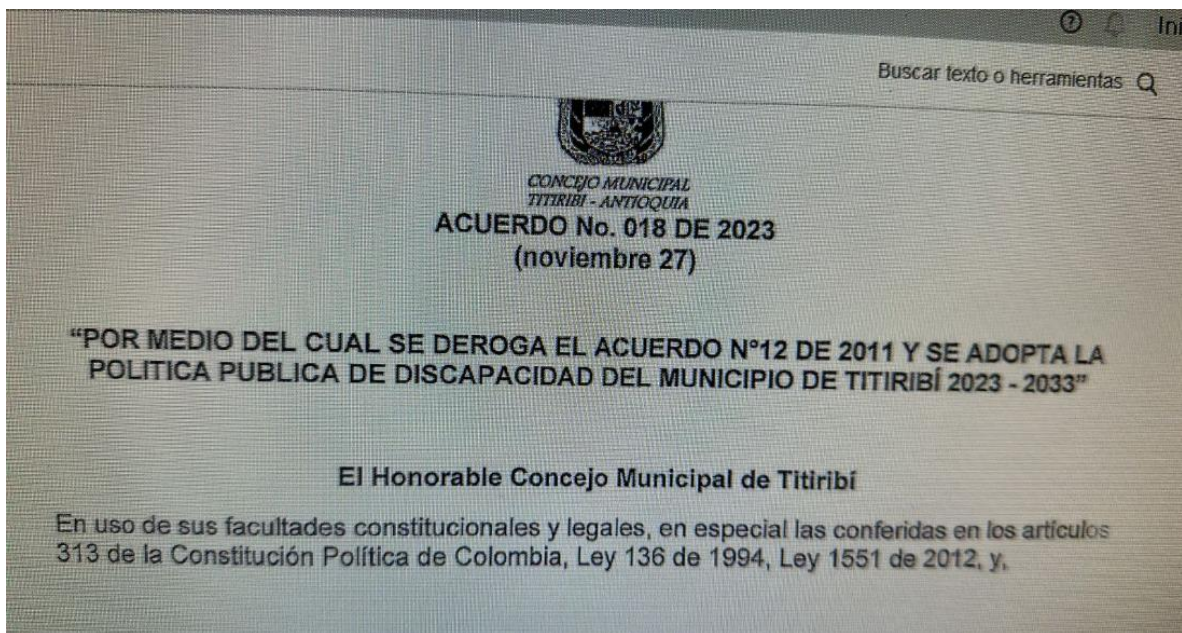 Ini
Buscar texto o herramientas
CONCEJO MUNICIPAL
TITIRIBI - ANTIOQUIA
ACUERDO No. 018 DE 2023
(noviembre 27)
“POR MEDIO DEL CUAL SE DEROGA EL ACUERDO N°12 DE 2011 Y SE ADOPTA LA
POLITICA PUBLICA DE DISCAPACIDAD DEL MUNICIPIO DE TITIRIBÍ 2023 - 2033”
El Honorable Concejo Municipal de Titiribí
En uso de sus facultades constitucionales y legales, en especial las conferidas en los artículos
313 de la Constitución Política de Colombia, Ley 136 de 1994, Ley 1551 de 2012, y,